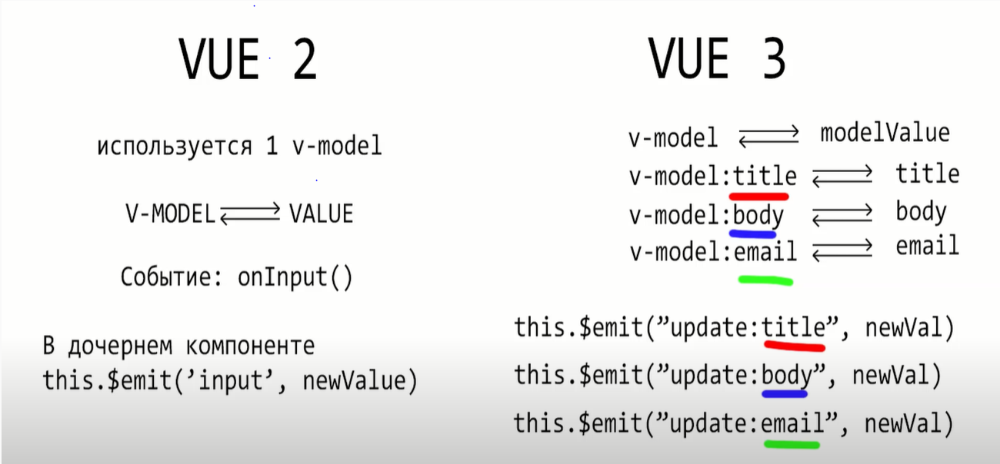 VUE 2
используется 1 v-model
V-MODEL VALUE
Событие: onInput()
В дочернем компоненте
this.$emit(’input’, newValue)
VUE 3
v-model modelValue
v-model:title title
v-model:body body
v-model:email email
this.$emit(”update:title”, newVal)
this.$emit(”update:body”, newVal)
this.$emit(”update:email”, newVal)